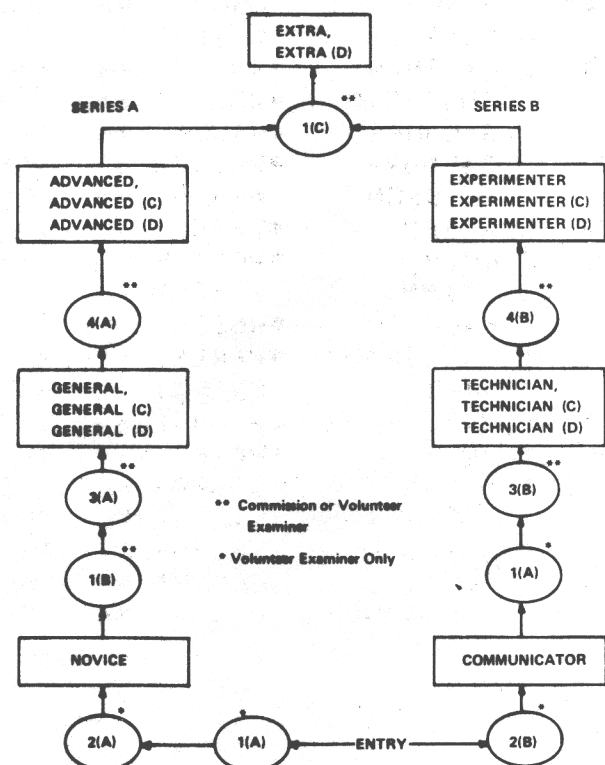 EXTRA,
EXTRA (D)
**
SERIES A
SERIES B
1(C)
ADVANCED,
ADVANCED (C)
ADVANCED (D)
EXPERIMENTER
EXPERIMENTER (C)
EXPERIMENTER (D)
**
4(A)
**
4(B)
GENERAL,
GENERAL (C)
GENERAL (D)
TECHNICIAN,
TECHNICIAN (C)
TECHNICIAN (D)
**
3(A)
**
3(B)
** Commission or Volunteer
Examiner
* Volunteer Examiner Only
**
1(B)
*
1(A)
NOVICE
COMMUNICATOR
*
2(A)
*
1(A)
ENTRY
*
2(B)